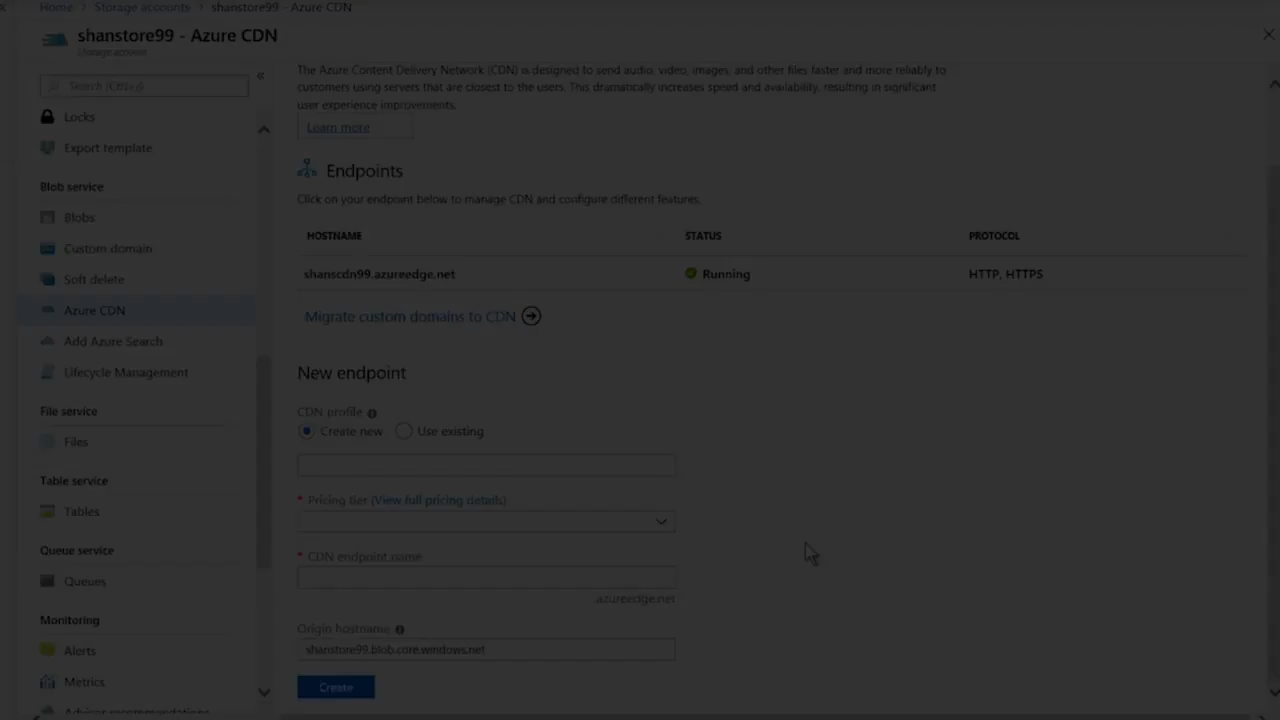 Home > Storage accounts > shanstore99 - Azure CDN
shanstore99 - Azure CDN
Storage account
Search (Ctrl+/)
Locks
Export template
Blob service
Blobs
Custom domain
Soft delete
Azure CDN
Add Azure Search
Lifecycle Management
File service
Files
Table service
Tables
Queue service
Queues
Monitoring
Alerts
Metrics
Advisor recommendations
The Azure Content Delivery Network (CDN) is designed to send audio, video, images, and other files faster and more reliably to
customers using servers that are closest to the users. This dramatically increases speed and availability, resulting in significant
user experience improvements.
Learn more
Endpoints
Click on your endpoint below to manage CDN and configure different features.
HOSTNAME STATUS PROTOCOL
shanscdn99.azureedge.net Running HTTP, HTTPS
Migrate custom domains to CDN
New endpoint
CDN profile
Create new Use existing
* Pricing tier (View full pricing details)
* CDN endpoint name
.azureedge.net
Origin hostname
shanstore99.blob.core.windows.net
Create